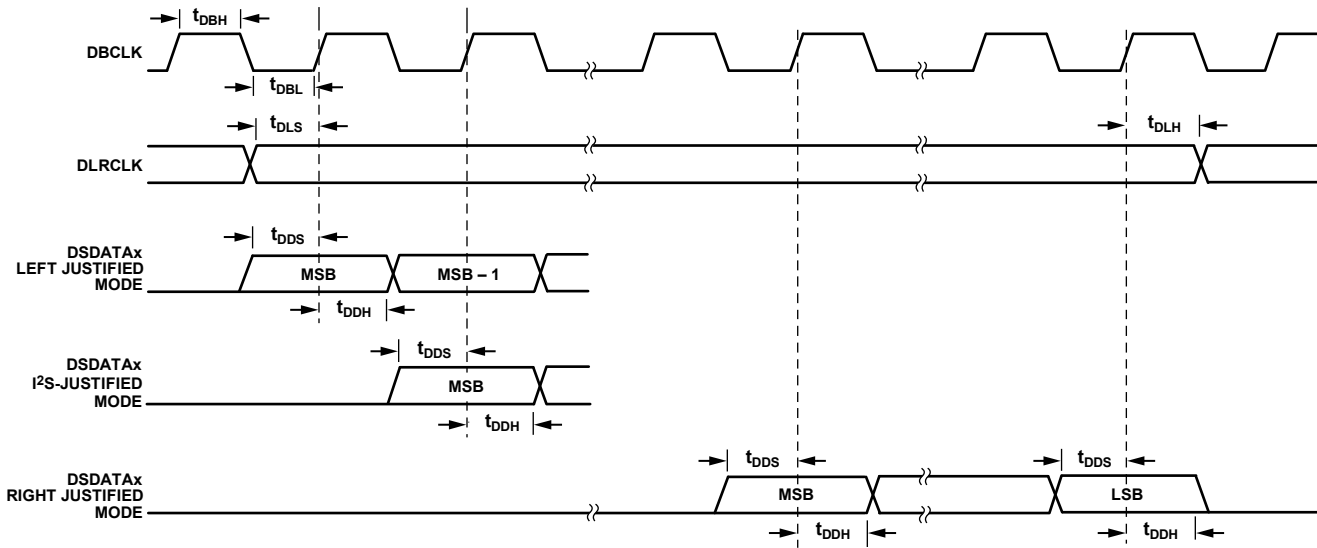 tDBH
DBCLK
tDBL
tDLS
tDLH
DLRCLK
tDDS
DSDATAx
LEFT JUSTIFIED
MODE
MSB
MSB – 1
tDDH
tDDS
DSDATAx
I²S-JUSTIFIED
MODE
MSB
tDDH
tDDS
tDDS
DSDATAx
RIGHT JUSTIFIED
MODE
MSB
LSB
tDDH
tDDH